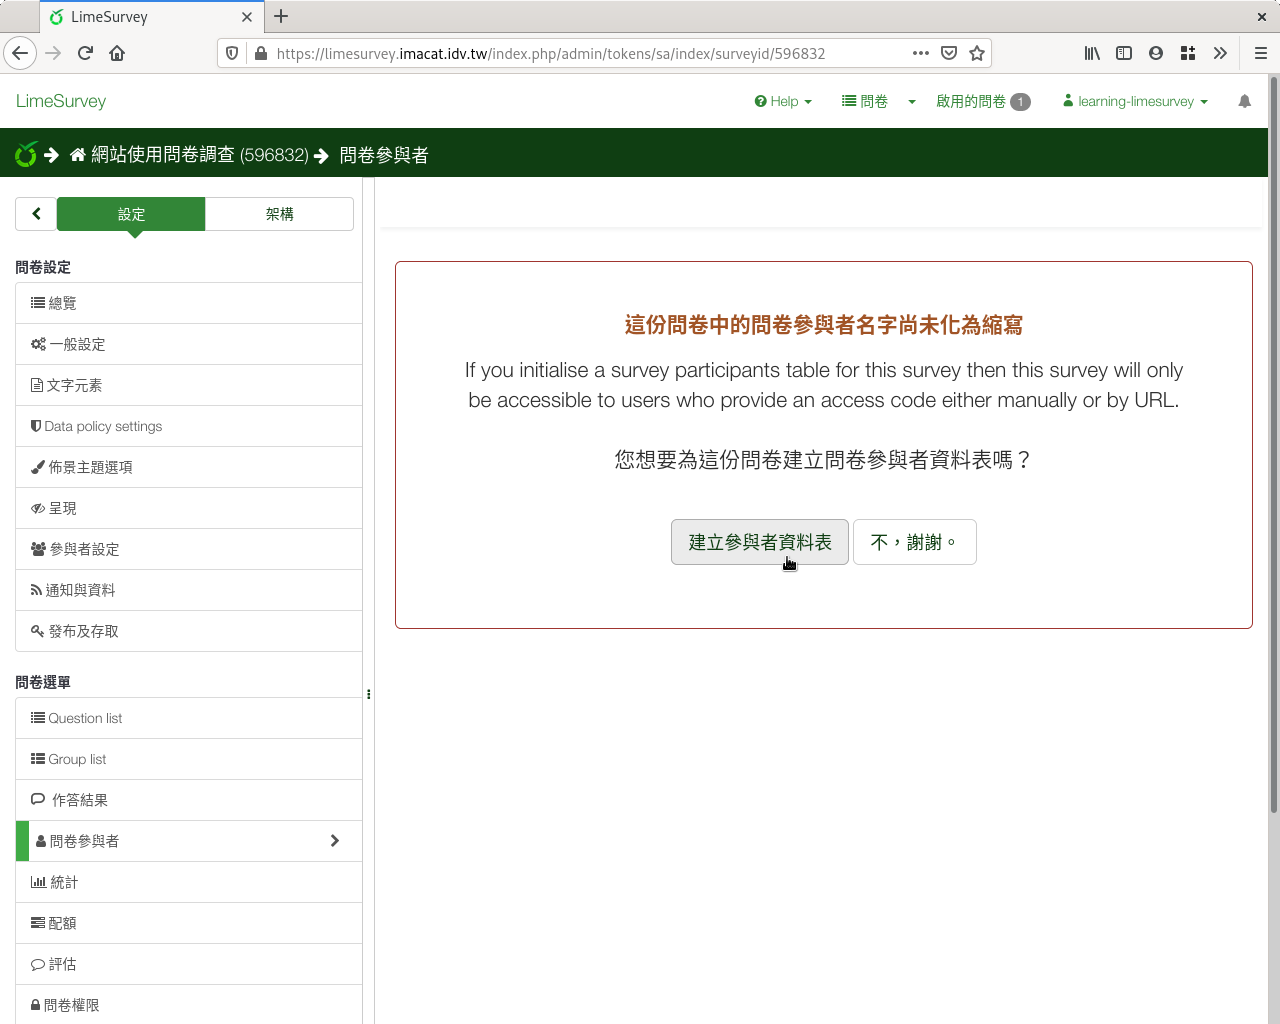 LimeSurvey
https://limesurvey.imacat.idv.tw/index.php/admin/tokens/sa/index/surveyid/596832
LimeSurvey
Help
問卷
啟用的問卷 1
learning-limesurvey
網站使用問卷調查 (596832)
問卷參與者
設定
架構
問卷設定
總覽
一般設定
文字元素
Data policy settings
佈景主題選項
呈現
參與者設定
通知與資料
發布及存取
問卷選單
Question list
Group list
作答結果
問卷參與者
統計
配額
評估
問卷權限
這份問卷中的問卷參與者名字尚未化為縮寫
If you initialise a survey participants table for this survey then this survey will only
be accessible to users who provide an access code either manually or by URL.
您想要為這份問卷建立問卷參與者資料表嗎？
建立參與者資料表
不，謝謝。